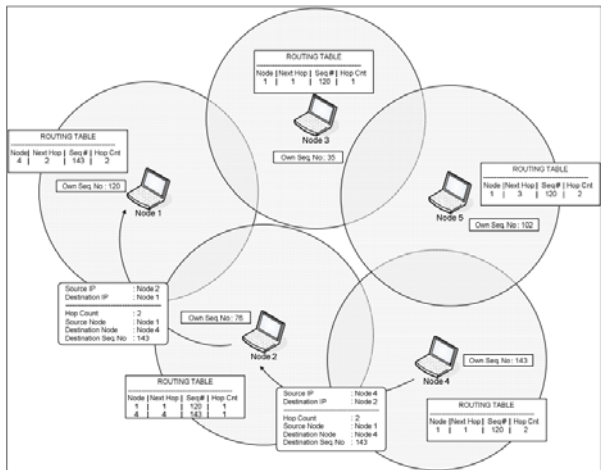 ROUTING TABLE
Node | Next Hop | Seq # | Hop Cnt
1 | 1 | 120 | 1
Node 3
Own Seq. No : 35
ROUTING TABLE
Node| Next Hop | Seq # | Hop Cnt
4 | 2 | 143 | 2
Own Seq. No : 120
Node 1
ROUTING TABLE
Node | Next Hop | Seq # | Hop Cnt
1 | 3 | 120 | 2
Node 5
Own Seq. No : 102
Source IP : Node 2
Destination IP : Node 1
Hop Count : 2
Source Node : Node 1
Destination Node : Node 4
Destination Seq. No : 143
Own Seq. No : 76
Node 2
Own Seq. No : 143
Node 4
ROUTING TABLE
Node | Next Hop | Seq# | Hop Cnt
1 | 1 | 120 | 1
4 | 4 | 143 | 1
Source IP : Node 4
Destination IP : Node 2
Hop Count : 2
Source Node : Node 1
Destination Node : Node 4
Destination Seq. No : 143
ROUTING TABLE
Node | Next Hop | Seq # | Hop Cnt
1 | 1 | 120 | 2